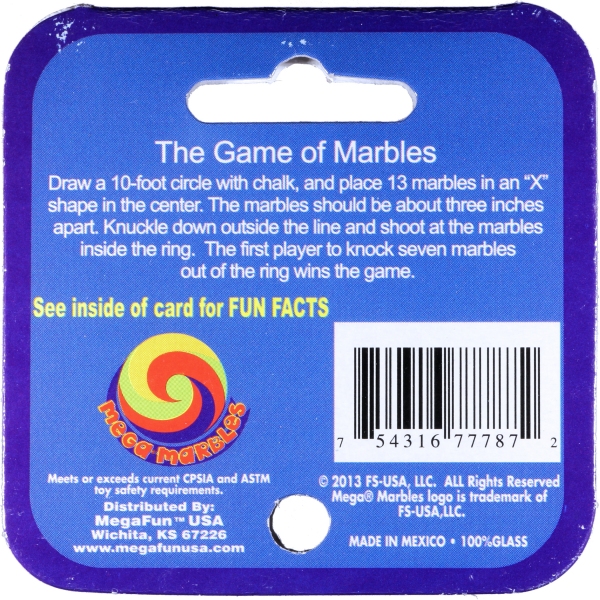 The Game of Marbles
Draw a 10-foot circle with chalk, and place 13 marbles in an “X”
shape in the center. The marbles should be about three inches
apart. Knuckle down outside the line and shoot at the marbles
inside the ring. The first player to knock seven marbles
out of the ring wins the game.
See inside of card for FUN FACTS
MEGA MARBLES
7 54316 77787 2
Meets or exceeds current CPSIA and ASTM
toy safety requirements.
Distributed By:
MegaFun™ USA
Wichita, KS 67226
www.megafunusa.com
© 2013 FS-USA, LLC. ALL Rights Reserved
Mega® Marbles logo is trademark of
FS-USA,LLC.
MADE IN MEXICO • 100%GLASS